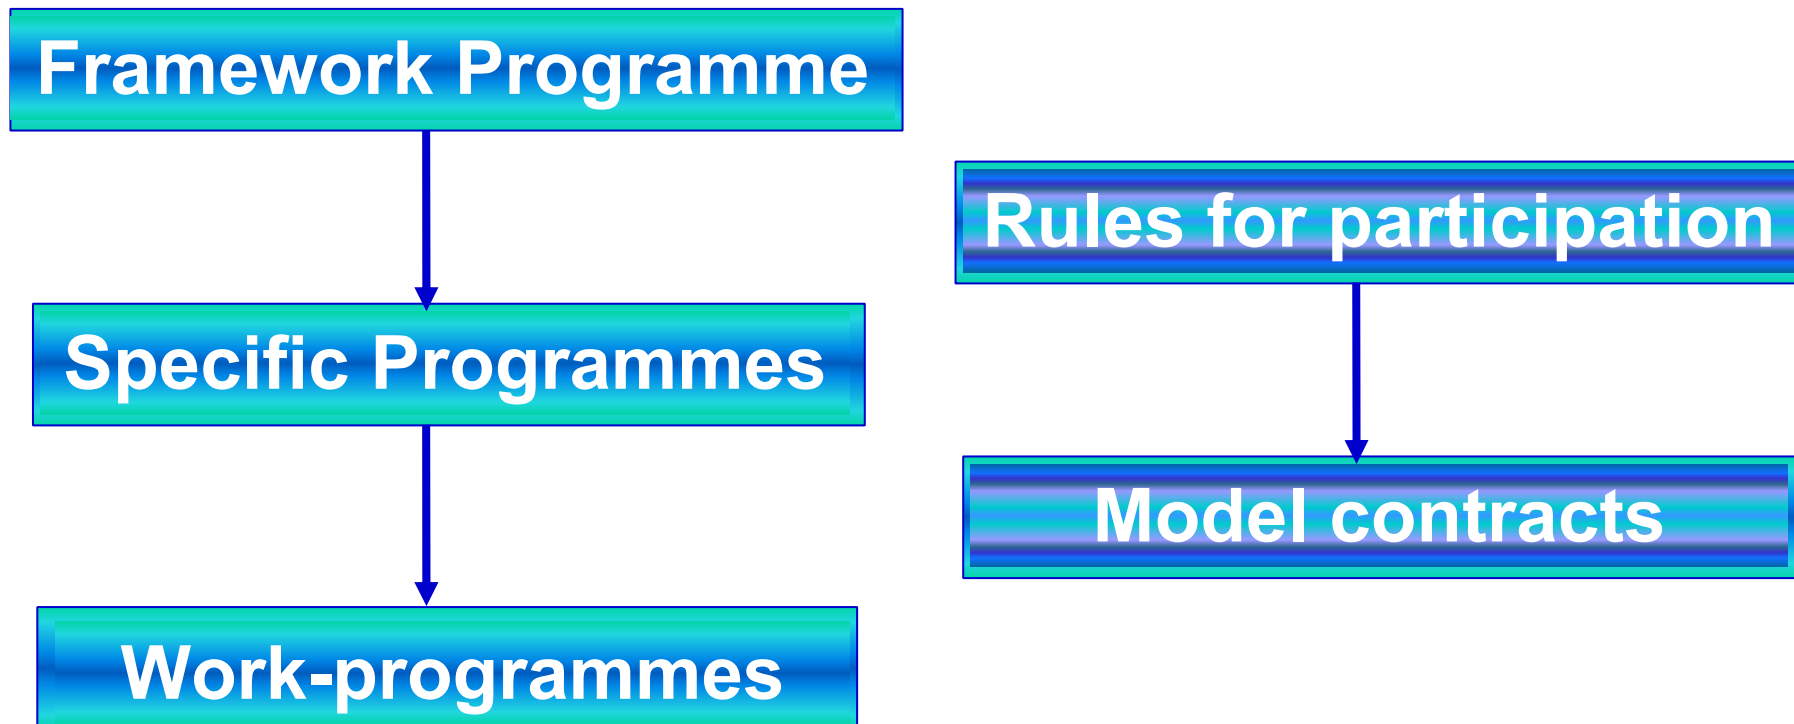 Framework Programme
Specific Programmes
Work-programmes
Rules for participation
Model contracts